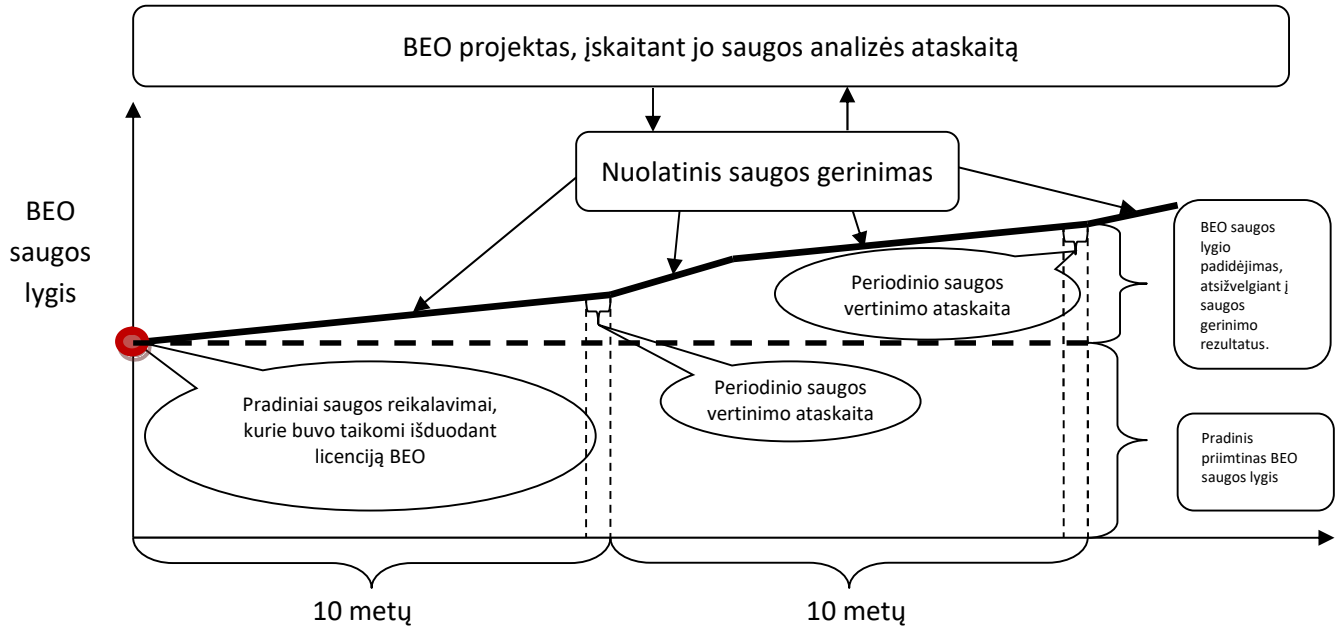 BEO projektas, įskaitant jo saugos analizės ataskaitą
Nuolatinis saugos gerinimas
BEO
saugos
lygis
BEO saugos
lygio
padidėjimas,
atsižvelgiant į
saugos
gerinimo
rezultatus.
Periodinio saugos
vertinimo ataskaita
Pradiniai saugos reikalavimai,
kurie buvo taikomi išduodant
licenciją BEO
Periodinio saugos
vertinimo ataskaita
Pradinis
priimtinas BEO
saugos lygis
10 metų
10 metų